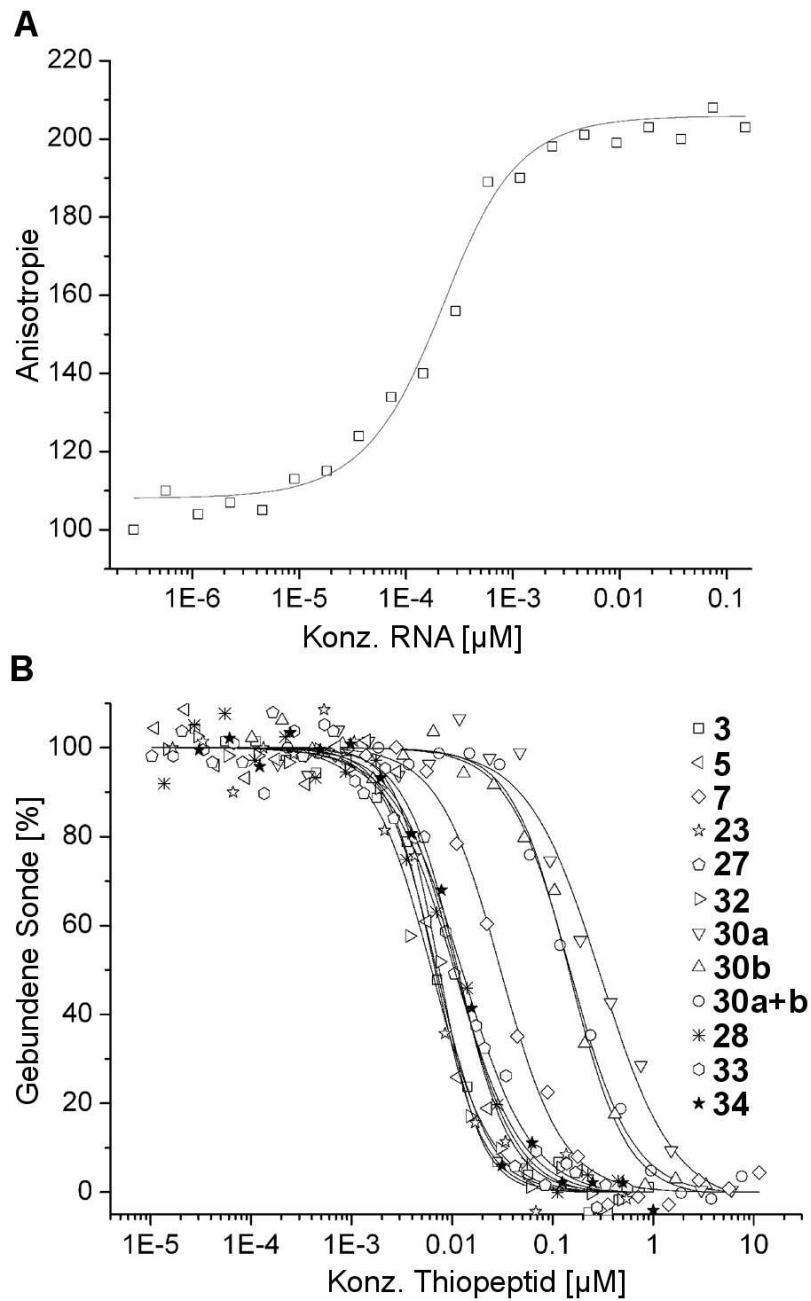 A
220
200
180
160
140
120
100
Anisotropie
1E-6 1E-5 1E-4 1E-3 0.01 0.1
Konz. RNA [µM]
B
100
80
60
40
20
0
Gebundene Sonde [%]
3
5
7
23
27
32
30a
30b
30a+b
28
33
34
1E-5 1E-4 1E-3 0.01 0.1 1 10
Konz. Thiopeptid [µM]